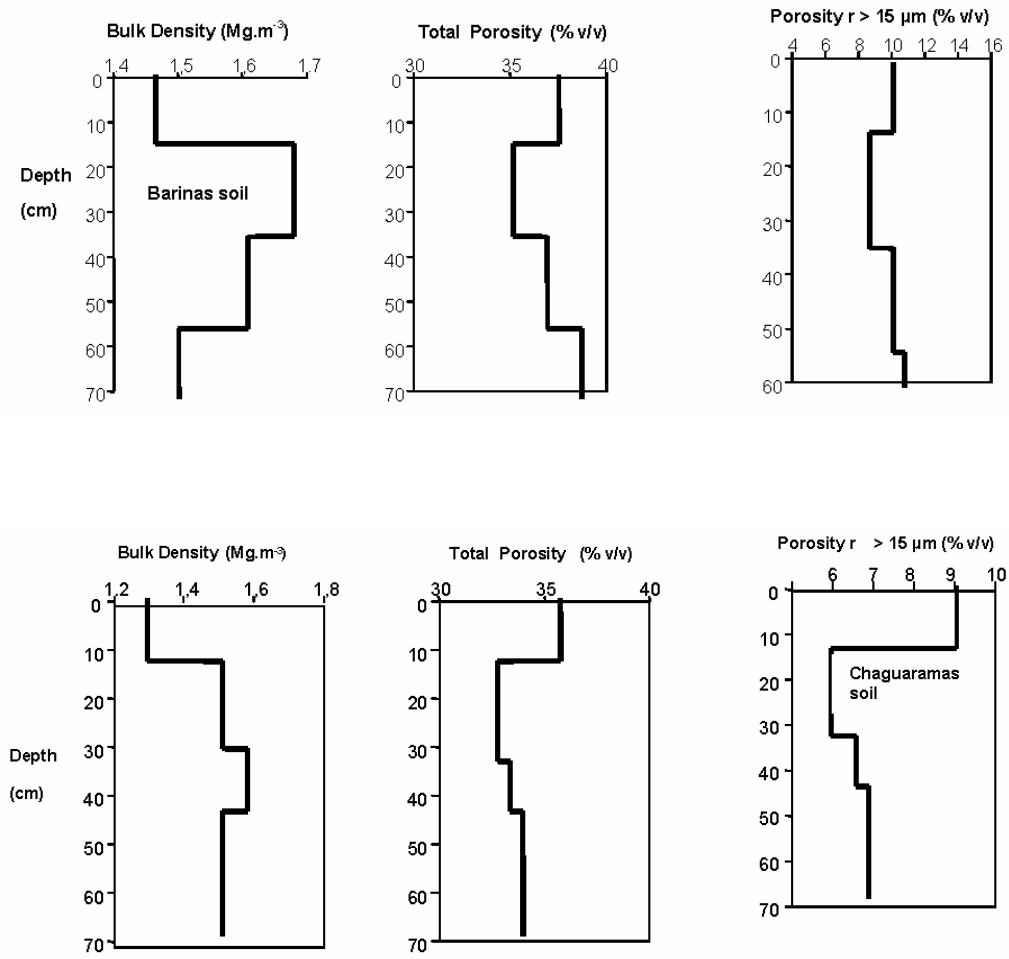 Bulk Density (Mg.m-3)
1,4 1,5 1,6 1,7
0
10
20
30
40
50
60
70
Depth
(cm)
Barinas soil
Total Porosity (% v/v)
30 35 40
0
10
20
30
40
50
60
70
Porosity r > 15 µm (% v/v)
4 6 8 10 12 14 16
0
10
20
30
40
50
60
Bulk Density (Mg.m-3)
1,2 1,4 1,6 1,8
0
10
20
30
40
50
60
70
Depth
(cm)
Total Porosity (% v/v)
30 35 40
0
10
20
30
40
50
60
70
Porosity r > 15 µm (% v/v)
6 7 8 9 10
0
10
20
30
40
50
60
70
Chaguaramas
soil